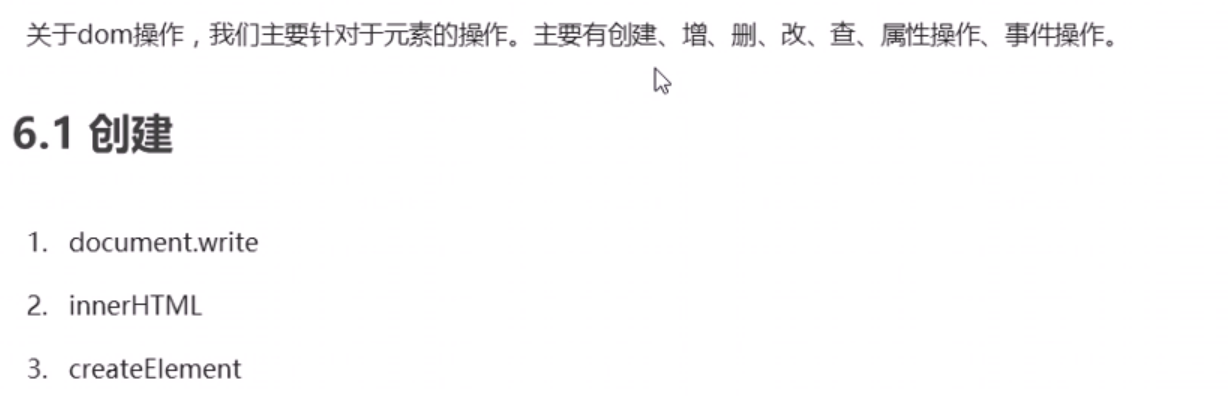 关于dom操作，我们主要针对于元素的操作。主要有创建、增、删、改、查、属性操作、事件操作。
6.1 创建
1. document.write
2. innerHTML
3. createElement